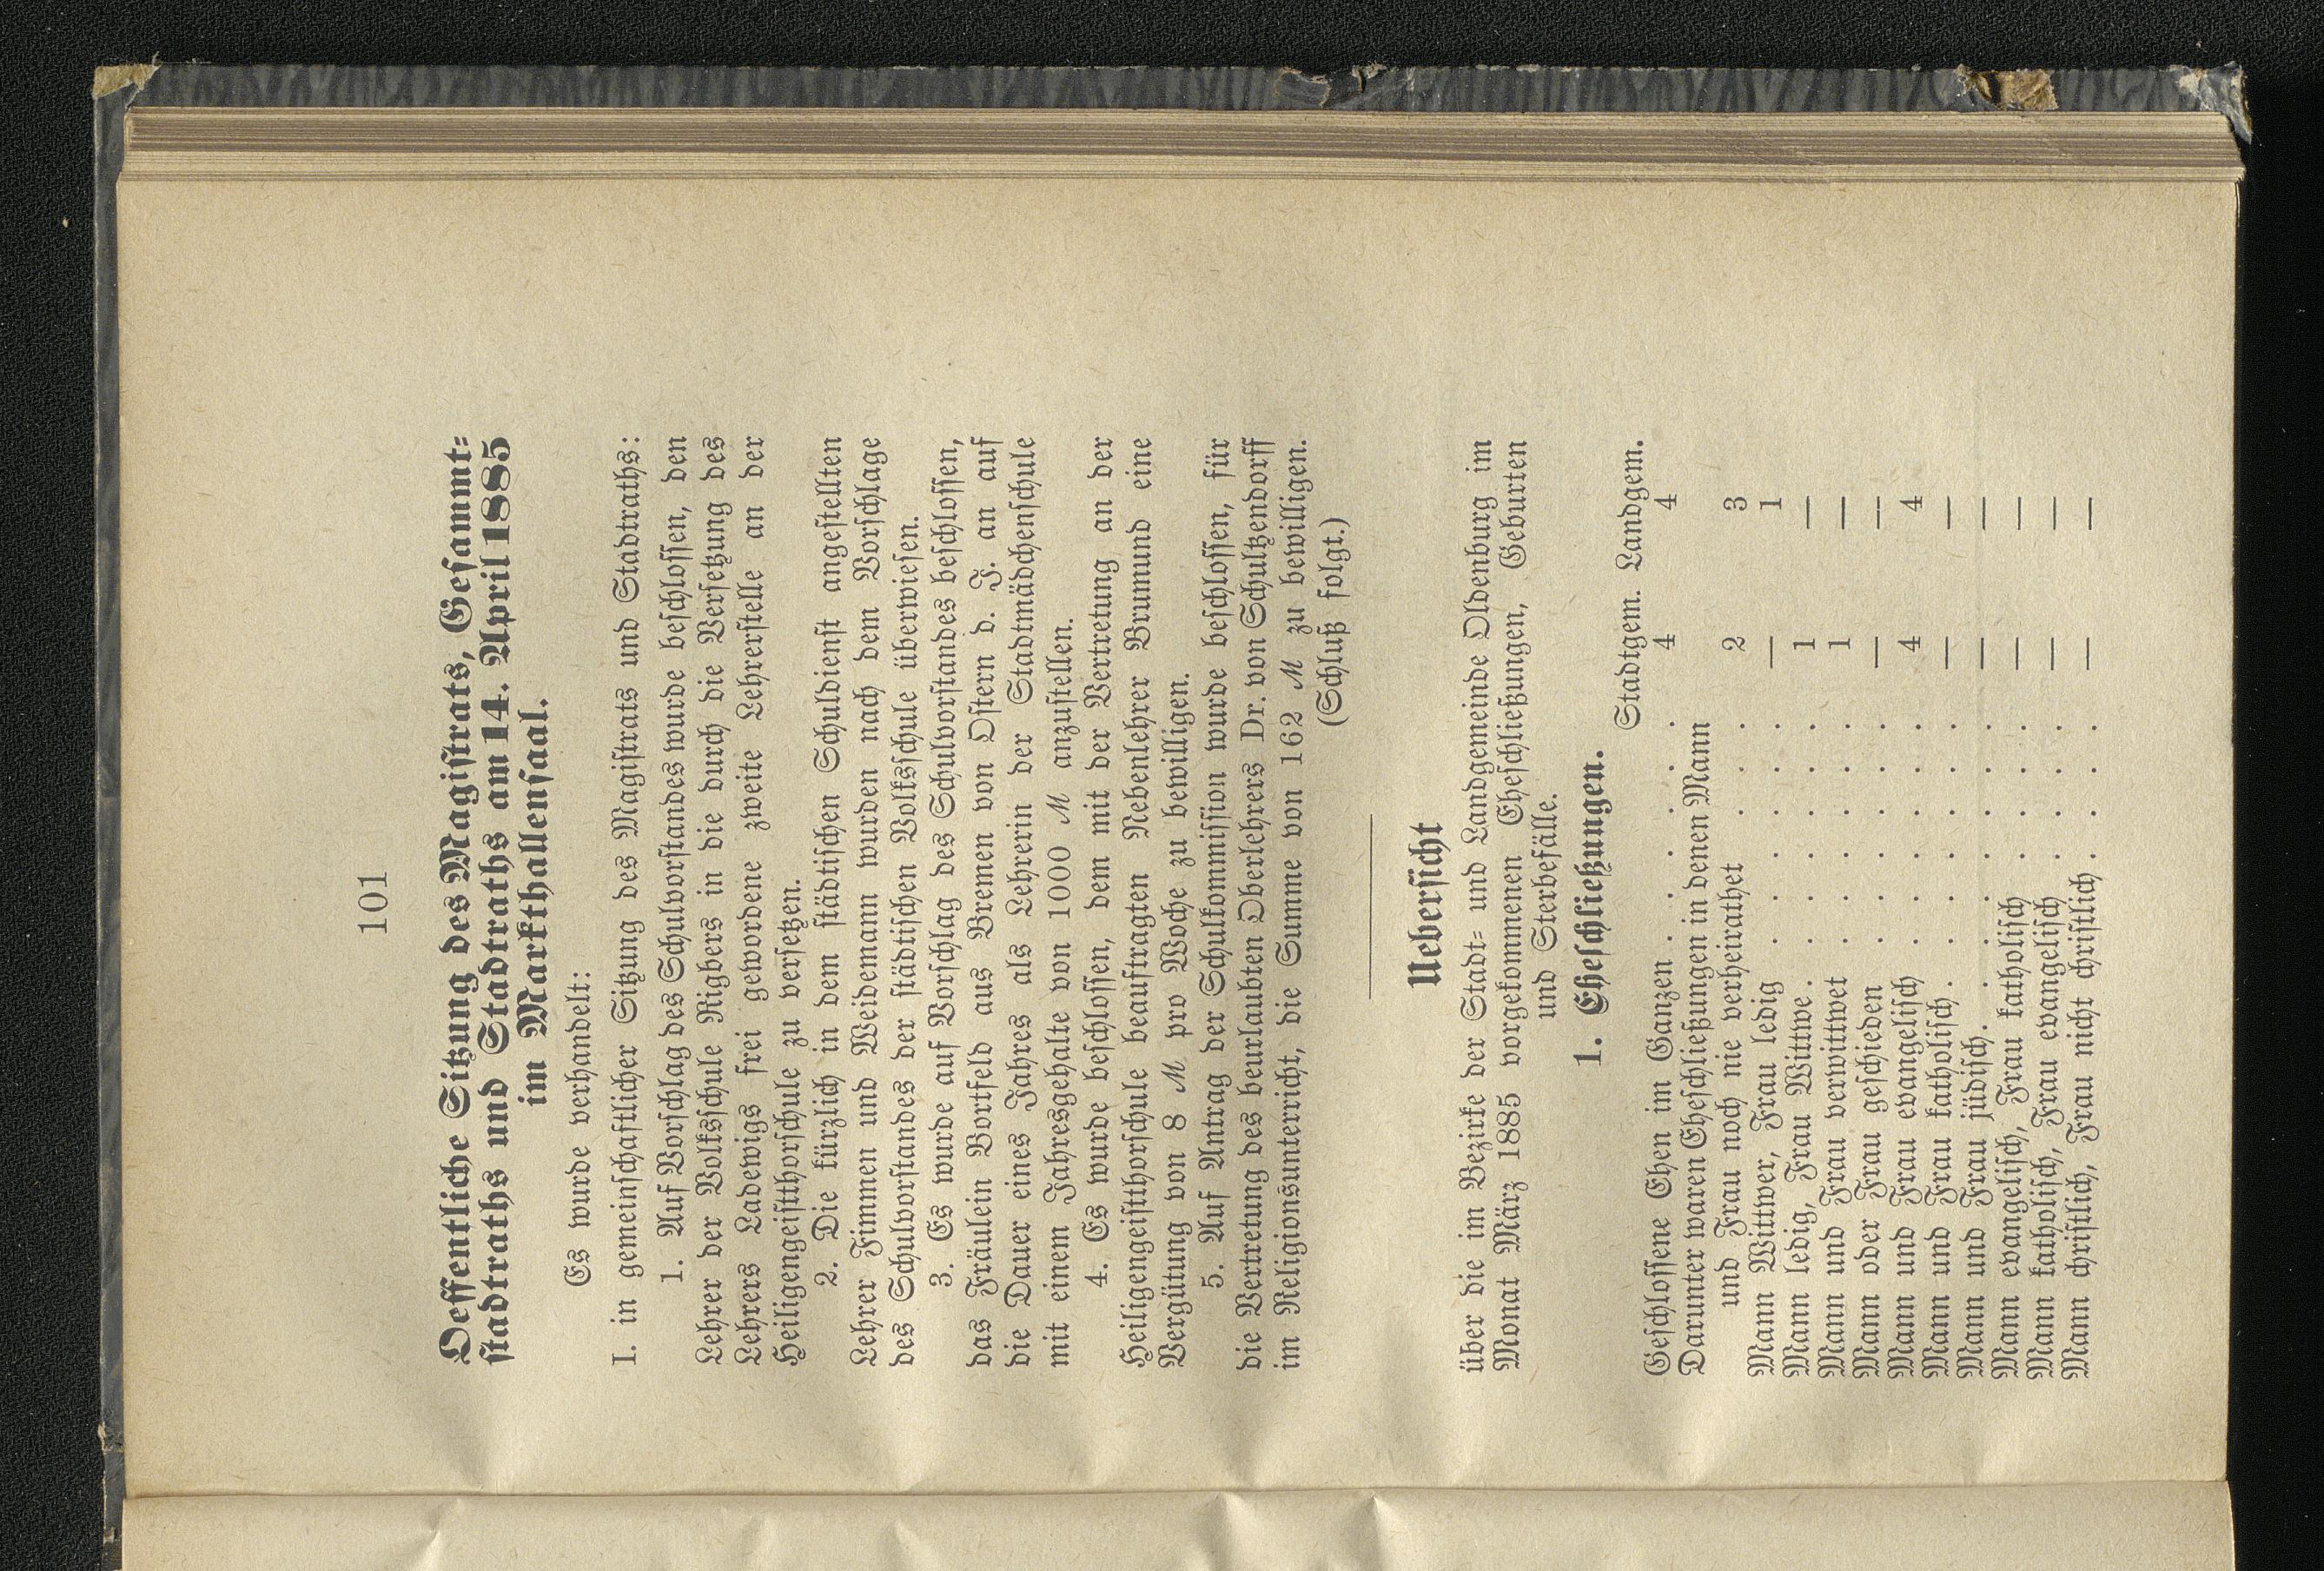 101
Oeffentliche Sitzung des Magistrats, Gesammt-
stadtraths und Stadtraths am 14. April 1885
im Markthallensaal.
Es wurde verhandelt:
I. in gemeinschaftlicher Sitzung des Magistrats und Stadtraths:
1. Auf Vorschlag des Schulvorstandes wurde beschlossen, den
Lehrer der Volksschule Rigbers in die durch die Versetzung des
Lehrers Ladewigs frei gewordene zweite Lehrerstelle an der
Heiligengeistthorschule zu versetzen.
2. Die kürzlich in dem städtischen Schuldienst angestellten
Lehrer Fimmen und Weidemann wurden nach dem Vorschlage
des Schulvorstandes der städtischen Volksschule überwiesen.
3. Es wurde auf Vorschlag des Schulvorstandes beschlossen,
das Fräulein Vortfeld aus Bremen von Ostern d. J. an auf
die Dauer eines Jahres als Lehrerin der Stadtmädchenschule
mit einem Jahresgehalte von 1000 M anzustellen.
4. Es wurde beschlossen, dem mit der Vertretung an der
Heiligengeistthorschule beauftragten Nebenlehrer Brumund eine
Vergütung von 8 M pro Woche zu bewilligen.
5. Auf Antrag der Schulkommission wurde beschlossen, für
die Vertretung des beurlaubten Oberlehrers Dr. von Schultzendorff
im Religionsunterricht, die Summe von 162 M zu bewilligen.
(Schluß folgt.)
Uebersicht
über die im Bezirke der Stadt- und Landgemeinde Oldenburg im
Monat März 1885 vorgekommenen Eheschließungen, Geburten
und Sterbefälle.
1. Eheschließungen.
Stadtgem. Landgem.
Geschlossene Ehen im Ganzen . . . . . . . 4 4
Darunter waren Eheschließungen in denen Mann
und Frau noch nie verheirathet . . . . 2 3
Mann Wittwer, Frau ledig . . . . . . — 1
Mann ledig, Frau Wittwe . . . . . . . 1 —
Mann und Frau verwittwet . . . . . . 1 —
Mann oder Frau geschieden . . . . . . — —
Mann und Frau evangelisch . . . . . . 4 4
Mann und Frau katholisch . . . . . . . — —
Mann und Frau jüdisch . . . . . . . . — —
Mann evangelisch, Frau katholisch . . . . — —
Mann katholisch, Frau evangelisch . . . . — —
Mann christlich, Frau nicht christlich . . . . — —